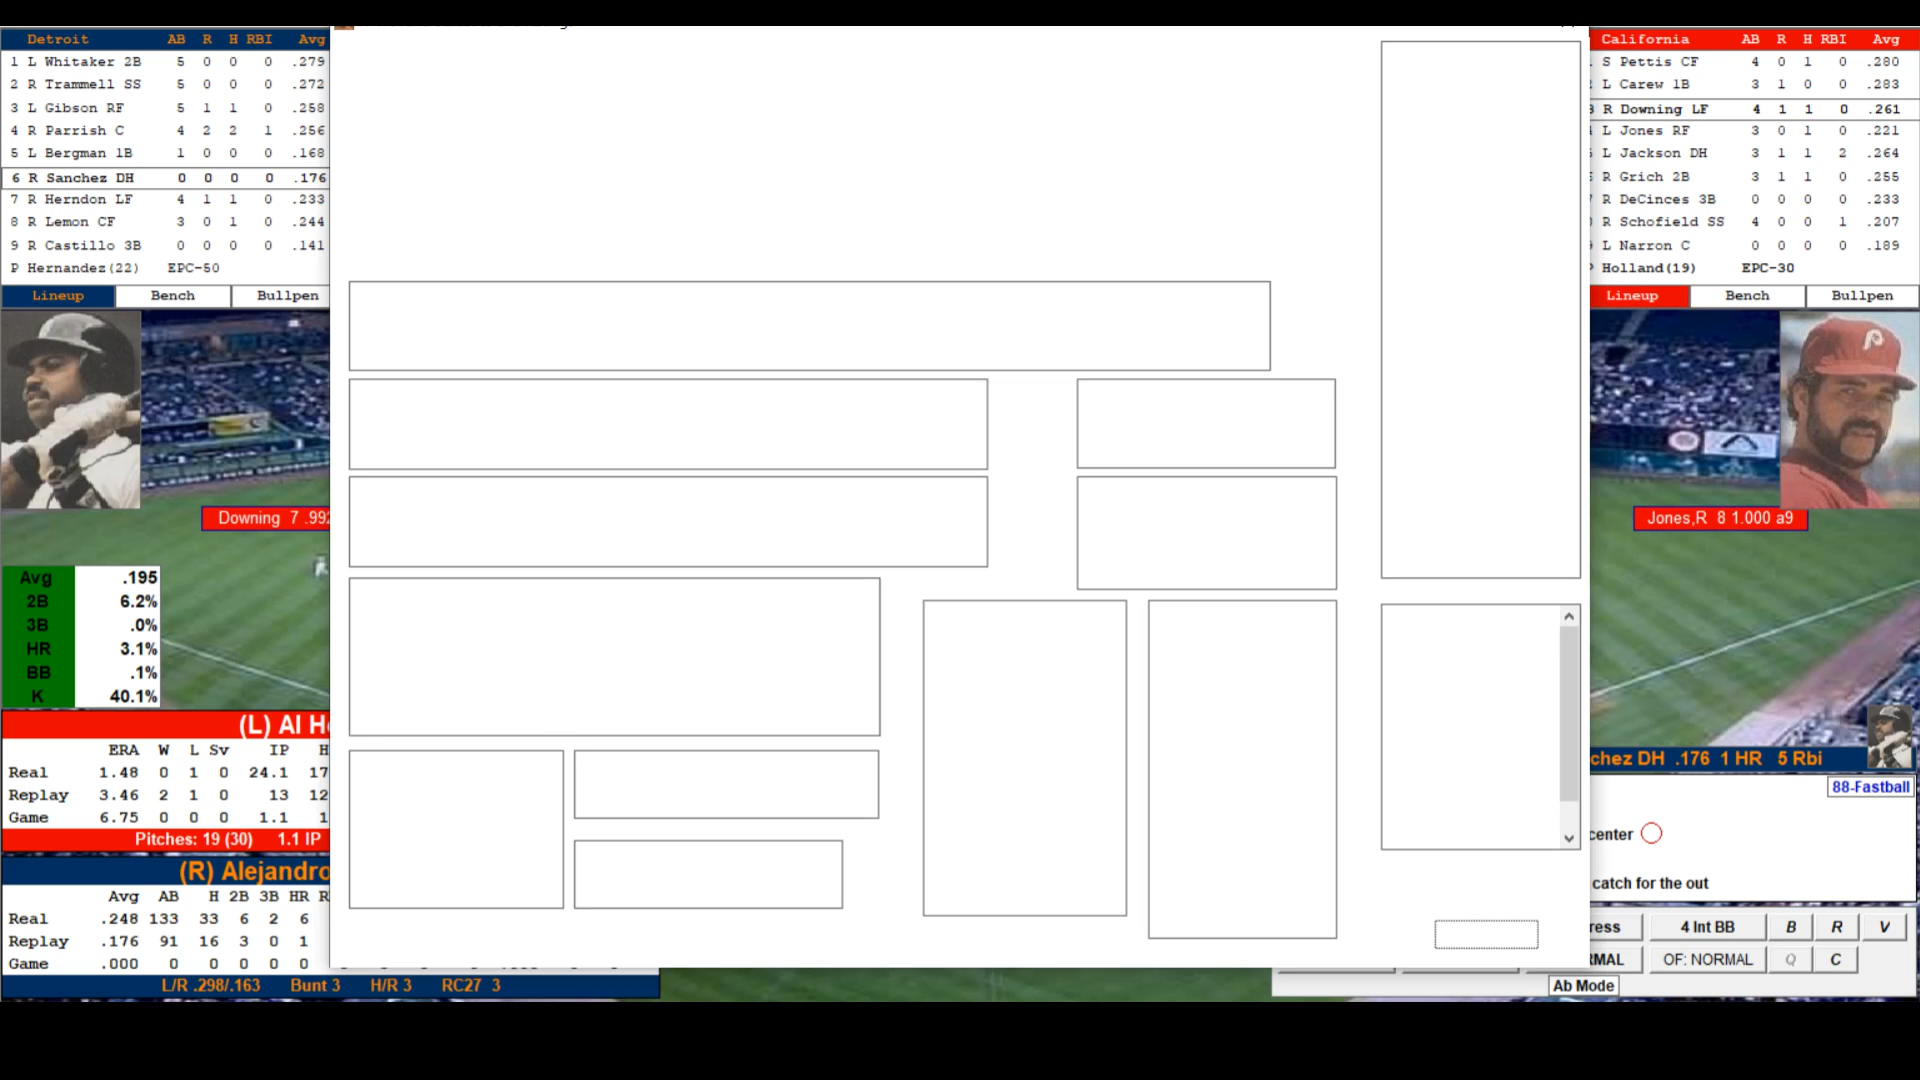 Detroit AB R H RBI Avg
1 L Whitaker 2B 5 0 0 0 .279
2 R Trammell SS 5 0 0 0 .272
3 L Gibson RF 5 1 1 0 .258
4 R Parrish C 4 2 2 1 .256
5 L Bergman 1B 1 0 0 0 .168
6 R Sanchez DH 0 0 0 0 .176
7 R Herndon LF 4 1 1 0 .233
8 R Lemon CF 3 0 1 0 .244
9 R Castillo 3B 0 0 0 0 .141
P Hernandez(22) EPC-50
Lineup Bench Bullpen
California AB R H RBI Avg
S Pettis CF 4 0 1 0 .280
L Carew 1B 3 1 0 0 .283
R Downing LF 4 1 1 0 .261
L Jones RF 3 0 1 0 .221
L Jackson DH 3 1 1 2 .264
R Grich 2B 3 1 1 0 .255
R DeCinces 3B 0 0 0 0 .233
R Schofield SS 4 0 0 1 .207
L Narron C 0 0 0 0 .189
P Holland(19) EPC-30
Lineup Bench Bullpen
P
Downing 7 .992
Jones,R 8 1.000 a9
Avg .195
2B 6.2%
3B .0%
HR 3.1%
BB .1%
K 40.1%
(L) Al H
ERA W L Sv IP H
Real 1.48 0 1 0 24.1 17
Replay 3.46 2 1 0 13 12
Game 6.75 0 0 0 1.1 1
Pitches: 19 (30) 1.1 IP
(R) Alejandro
Avg AB H 2B 3B HR R
Real .248 133 33 6 2 6
Replay .176 91 16 3 0 1
Game .000 0 0 0 0 0
L/R .298/.163 Bunt 3 H/R 3 RC27 3
chez DH .176 1 HR 5 Rbi
88-Fastball
center
catch for the out
ress 4 Int BB B R V
RMAL OF: NORMAL Q C
Ab Mode